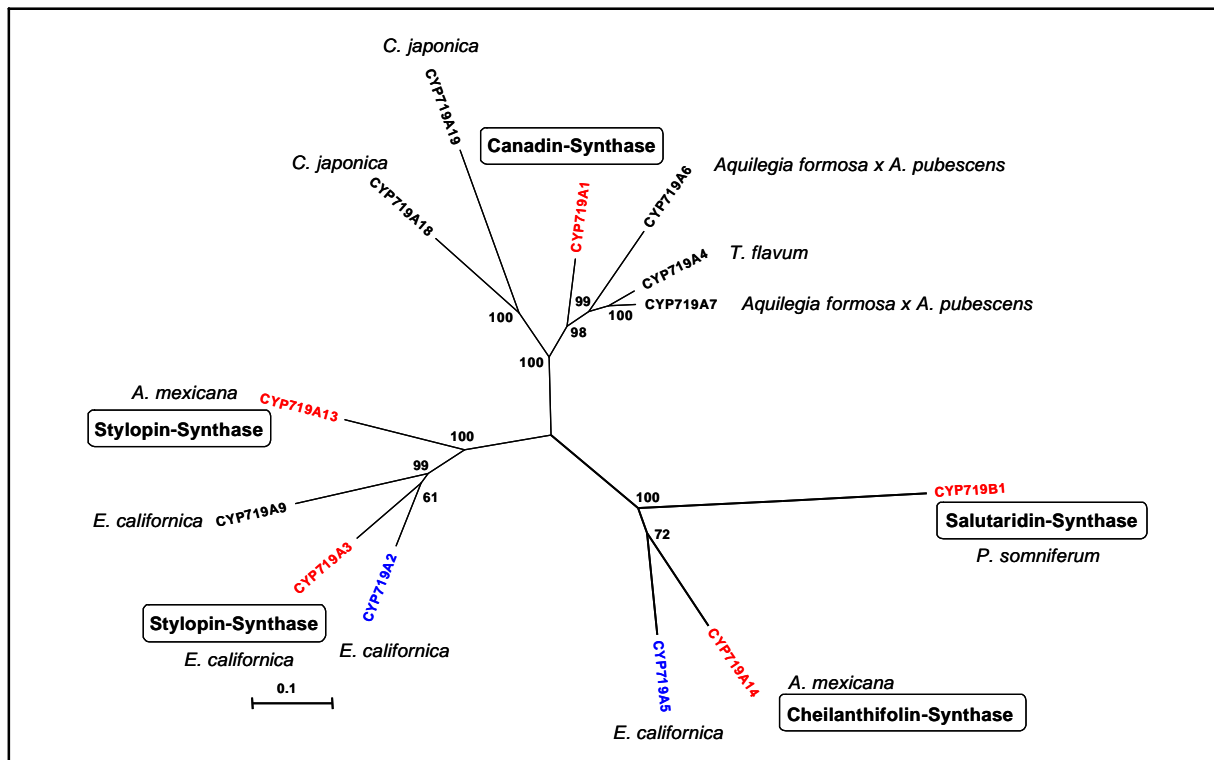 C. japonica
CYP719A19
Canadin-Synthase
C. japonica
CYP719A18
CYP719A1
CYP719A6
Aquilegia formosa x A. pubescens
CYP719A4
T. flavum
CYP719A7
Aquilegia formosa x A. pubescens
99
100
100
98
100
A. mexicana
CYP719A13
Stylopin-Synthase
100
99
61
E. californica
CYP719A9
CYP719A3
CYP719A2
Stylopin-Synthase
E. californica
E. californica
0.1
100
CYP719B1
Salutaridin-Synthase
P. somniferum
72
CYP719A5
CYP719A14
A. mexicana
Cheilanthifolin-Synthase
E. californica